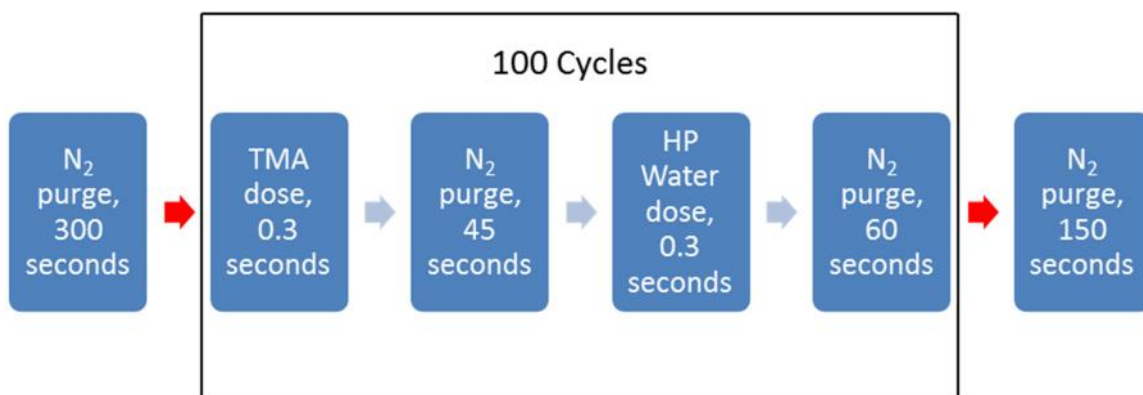 100 Cycles
N₂
purge,
300
seconds
TMA
dose,
0.3
seconds
N₂
purge,
45
seconds
HP
Water
dose,
0.3
seconds
N₂
purge,
60
seconds
N₂
purge,
150
seconds